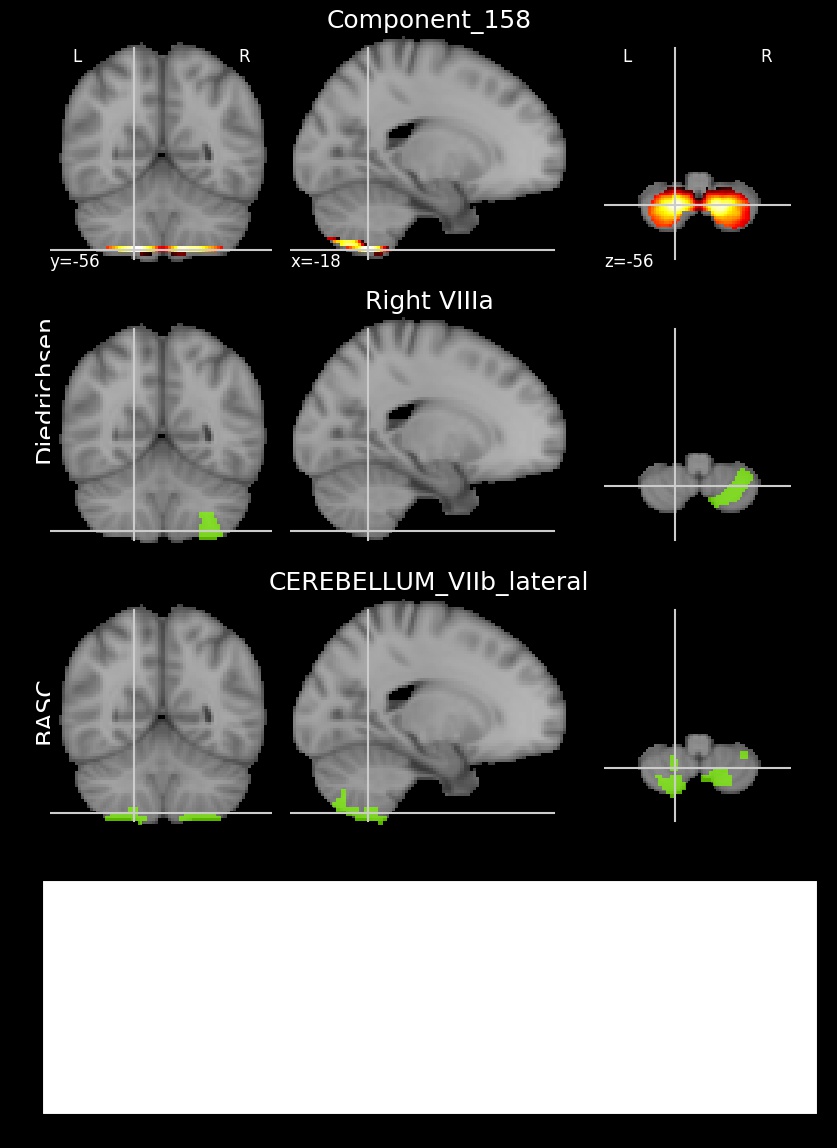 Component_158
L R L R
y=-56 x=-18 z=-56
Right VIIIa
Diedrichsen
CEREBELLUM_VIIb_lateral
BASC